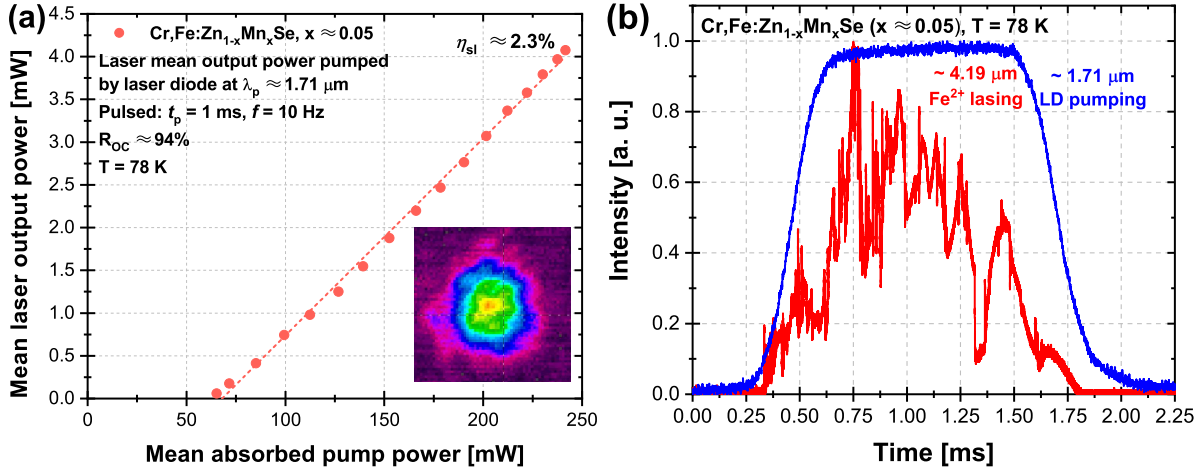 (a)
Cr,Fe:Zn₁₋ₓMnₓSe, x ≈ 0.05
Laser mean output power pumped
by laser diode at λₚ ≈ 1.71 μm
Pulsed: tₚ = 1 ms, f = 10 Hz
R_OC ≈ 94%
T = 78 K
η_sl ≈ 2.3%
Mean laser output power [mW]
4.5
4.0
3.5
3.0
2.5
2.0
1.5
1.0
0.5
0.0
0 50 100 150 200 250
Mean absorbed pump power [mW]
(b)
Cr,Fe:Zn₁₋ₓMnₓSe (x ≈ 0.05), T = 78 K
~ 4.19 μm
Fe²⁺ lasing
~ 1.71 μm
LD pumping
Intensity [a. u.]
1.0
0.8
0.6
0.4
0.2
0.0
0.00 0.25 0.50 0.75 1.00 1.25 1.50 1.75 2.00 2.25
Time [ms]